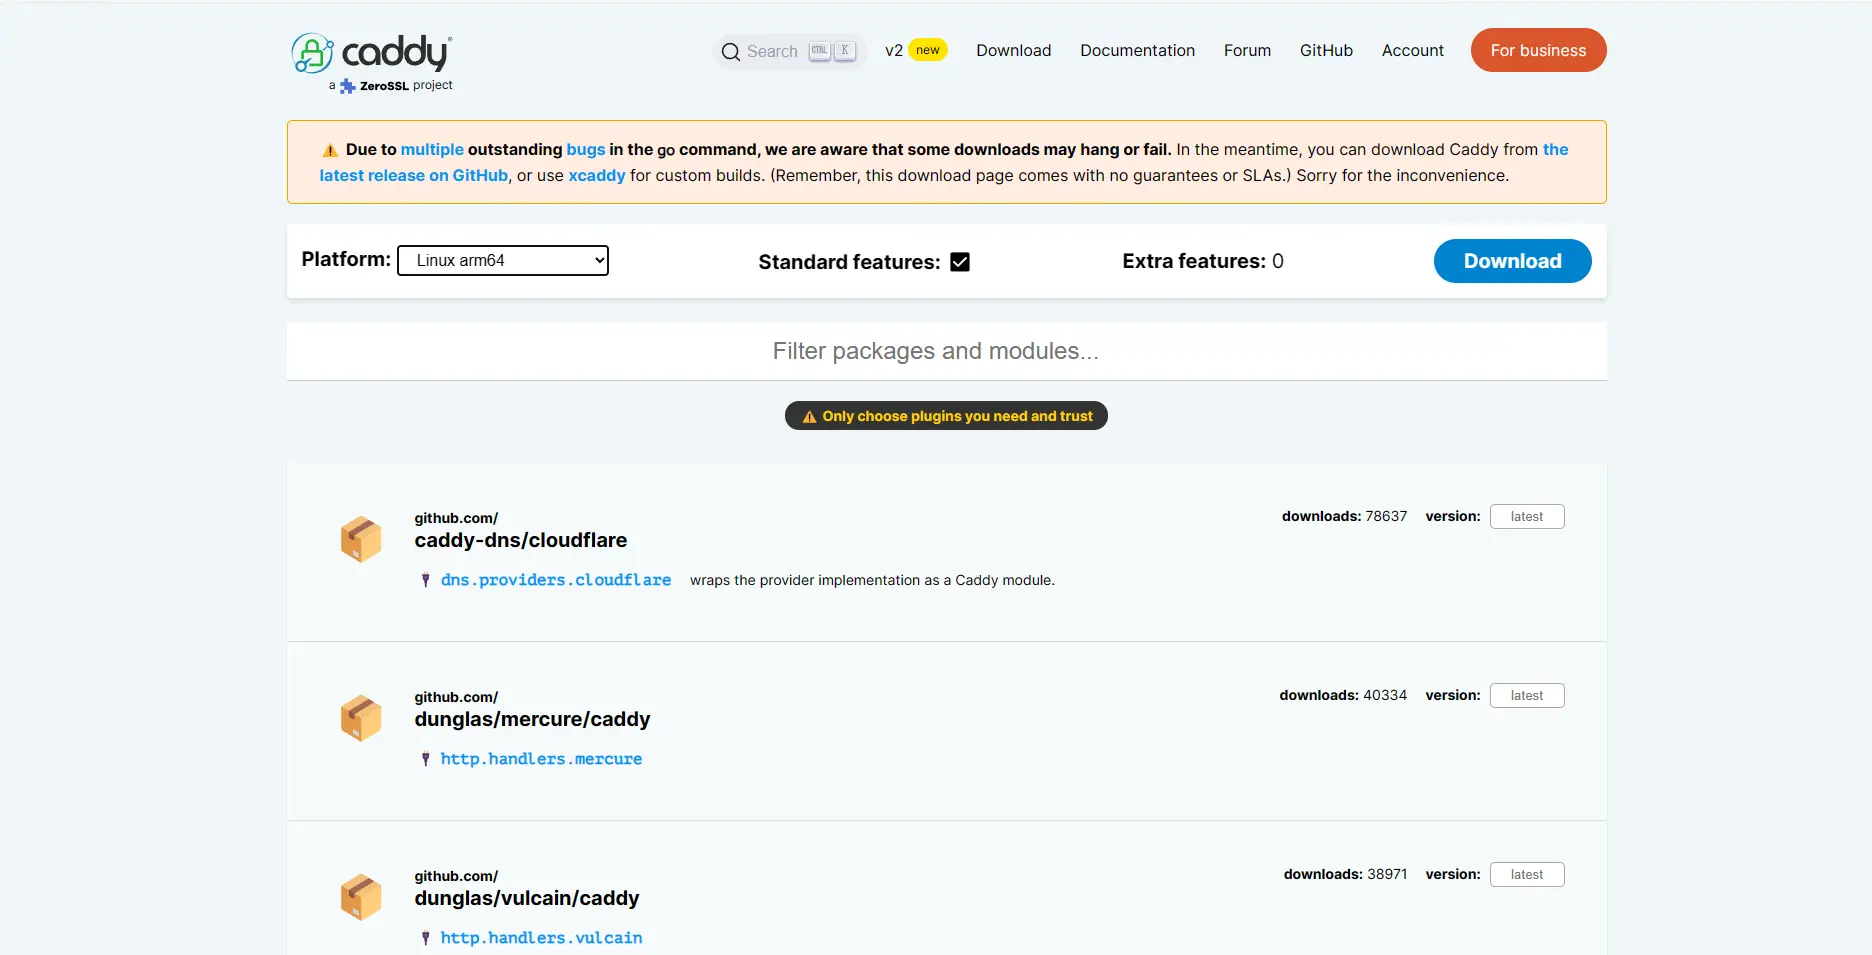 caddy®
a ZeroSSL project
Search CTRL K
v2 new
Download
Documentation
Forum
GitHub
Account
For business
Due to multiple outstanding bugs in the go command, we are aware that some downloads may hang or fail. In the meantime, you can download Caddy from the
latest release on GitHub, or use xcaddy for custom builds. (Remember, this download page comes with no guarantees or SLAs.) Sorry for the inconvenience.
Platform: Linux arm64
Standard features:
Extra features: 0
Download
Filter packages and modules...
Only choose plugins you need and trust
github.com/
caddy-dns/cloudflare
downloads: 78637 version: latest
dns.providers.cloudflare wraps the provider implementation as a Caddy module.
github.com/
dunglas/mercure/caddy
downloads: 40334 version: latest
http.handlers.mercure
github.com/
dunglas/vulcain/caddy
downloads: 38971 version: latest
http.handlers.vulcain